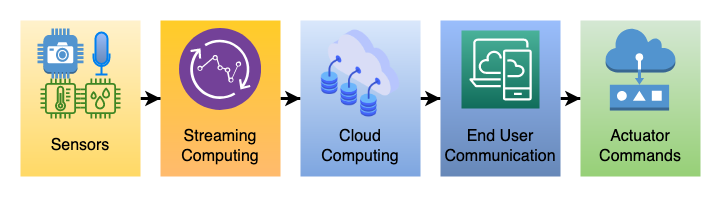 Sensors
Streaming
Computing
Cloud
Computing
End User
Communication
Actuator
Commands